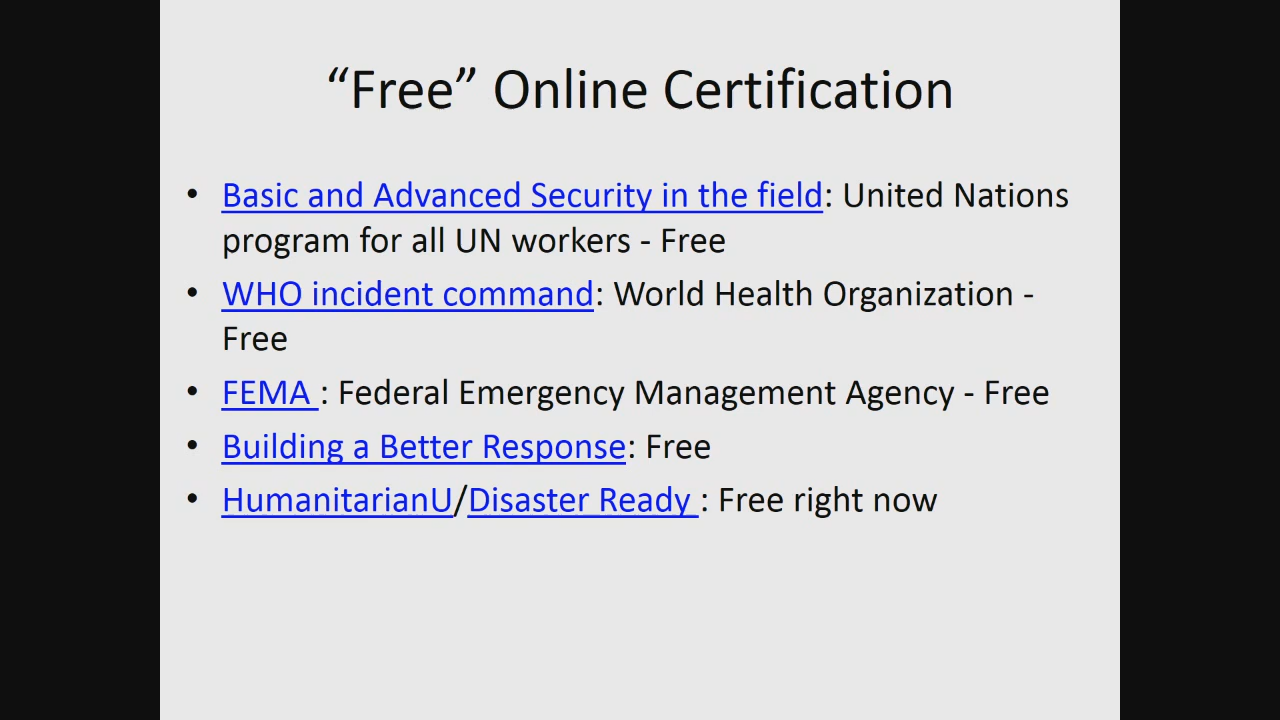 “Free” Online Certification
• Basic and Advanced Security in the field: United Nations
program for all UN workers - Free
• WHO incident command: World Health Organization -
Free
• FEMA : Federal Emergency Management Agency - Free
• Building a Better Response: Free
• HumanitarianU/Disaster Ready : Free right now